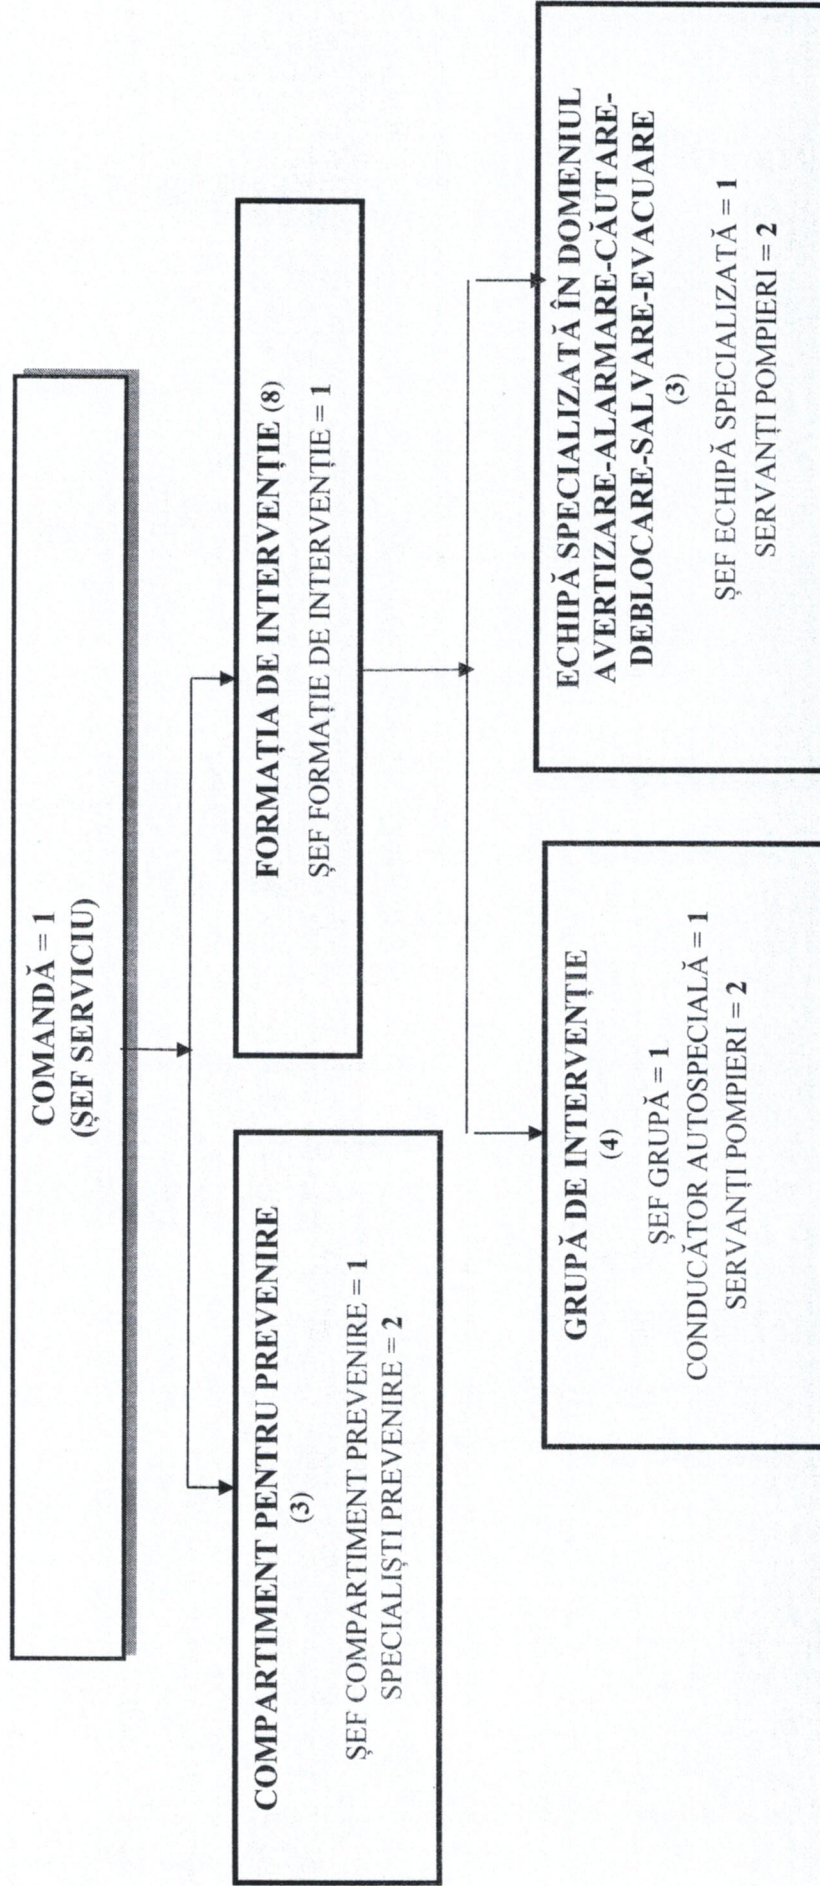 COMANDĂ = 1
(ȘEF SERVICIU)
COMPARTIMENT PENTRU PREVENIRE
(3)
ȘEF COMPARTIMENT PREVENIRE = 1
SPECIALIȘTI PREVENIRE = 2
FORMAȚIA DE INTERVENȚIE (8)
ȘEF FORMAȚIE DE INTERVENȚIE = 1
GRUPĂ DE INTERVENȚIE
(4)
ȘEF GRUPĂ = 1
CONDUCĂTOR AUTOSPECIALĂ = 1
SERVANȚI POMPIERI = 2
ECHIPĂ SPECIALIZATĂ ÎN DOMENIUL
AVERTIZARE-ALARMARE-CĂUTARE-
DEBLOCARE-SALVARE-EVACUARE
(3)
ȘEF ECHIPĂ SPECIALIZATĂ = 1
SERVANȚI POMPIERI = 2